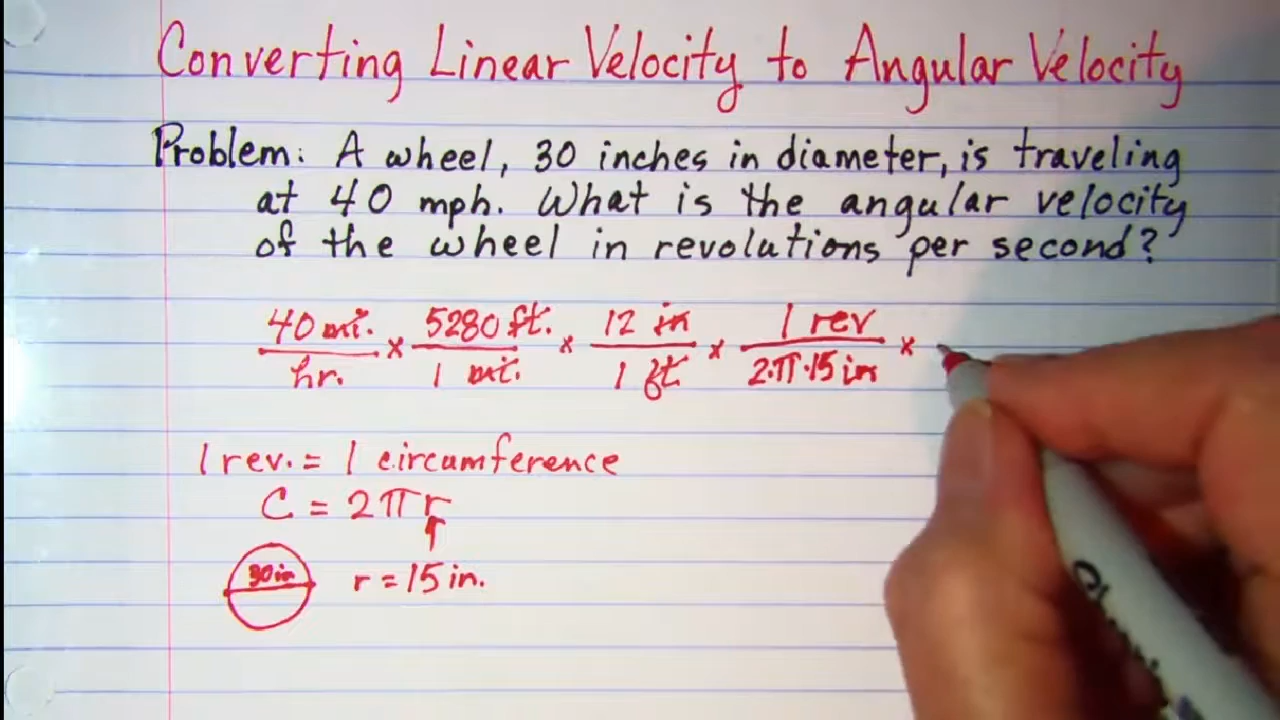 Converting Linear Velocity to Angular Velocity
Problem: A wheel, 30 inches in diameter, is traveling
at 40 mph. What is the angular velocity
of the wheel in revolutions per second?
40 mi. / hr. × 5280 ft. / 1 mi. × 12 in / 1 ft × 1 rev / 2·π·15 in ×
1 rev. = 1 circumference
C = 2πr
30 in r = 15 in.